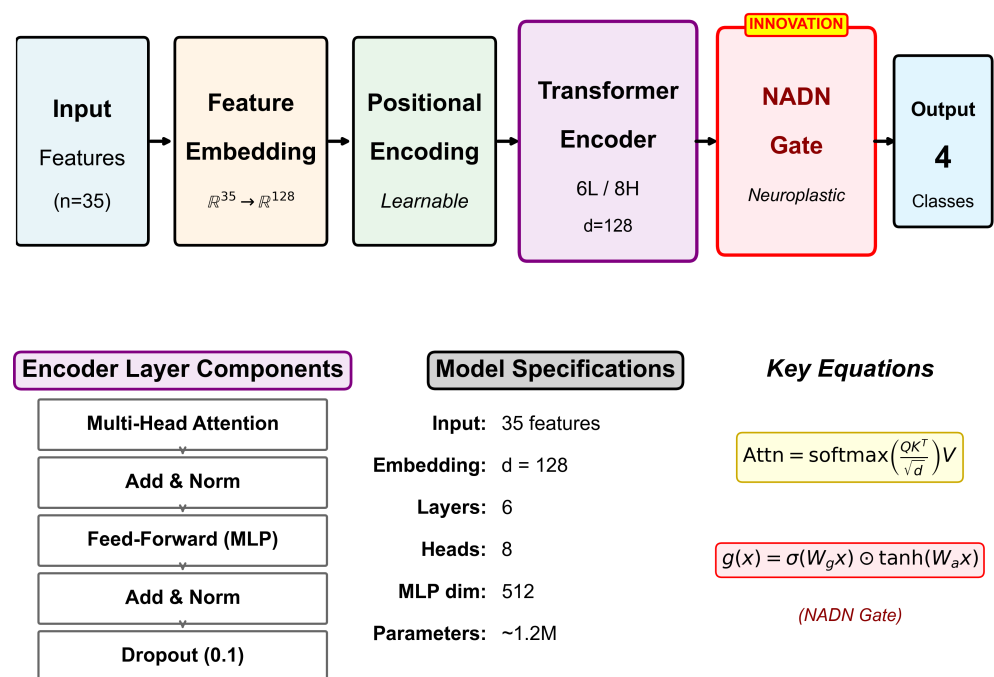 INNOVATION
Input
Features
(n=35)
Feature
Embedding
ℝ³⁵ → ℝ¹²⁸
Positional
Encoding
Learnable
Transformer
Encoder
6L / 8H
d=128
NADN
Gate
Neuroplastic
Output
4
Classes
Encoder Layer Components
Multi-Head Attention
Add & Norm
Feed-Forward (MLP)
Add & Norm
Dropout (0.1)
Model Specifications
Input: 35 features
Embedding: d = 128
Layers: 6
Heads: 8
MLP dim: 512
Parameters: ~1.2M
Key Equations
Attn = softmax(QKᵀ/√d)V
g(x) = σ(W_g x) ⊙ tanh(W_a x)
(NADN Gate)